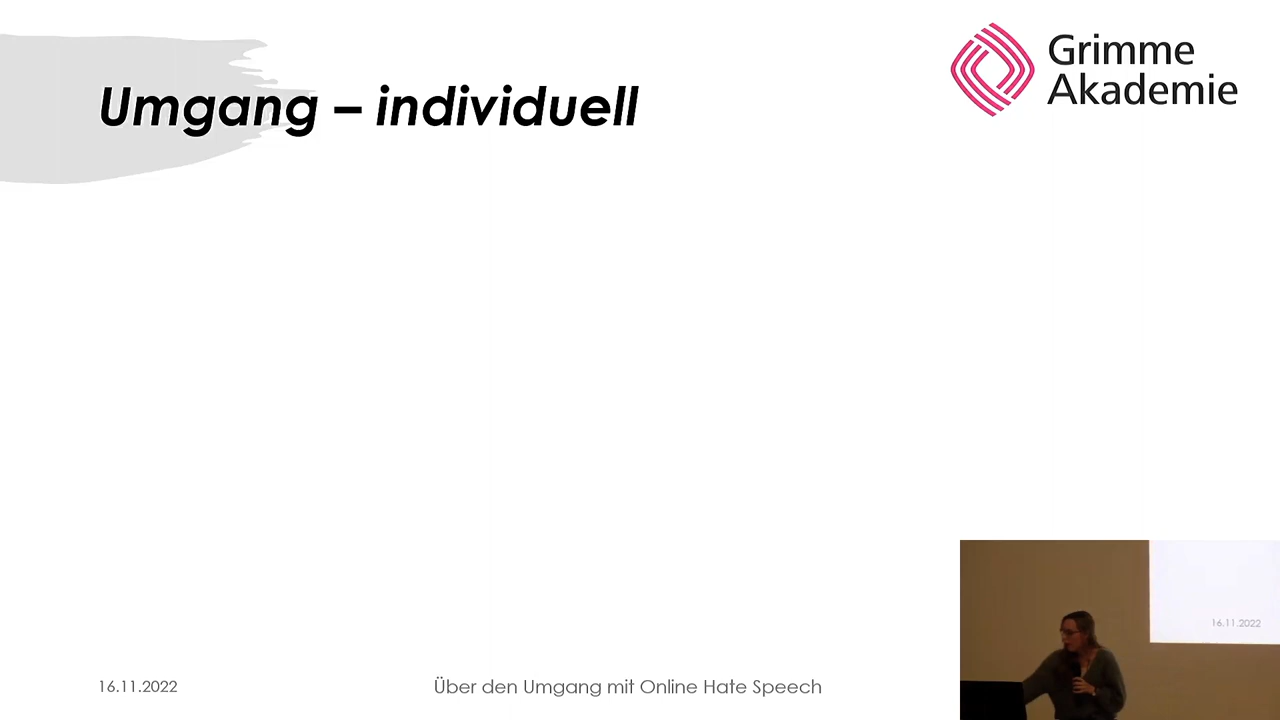 Umgang – individuell
Grimme
Akademie
16.11.2022
16.11.2022
Über den Umgang mit Online Hate Speech